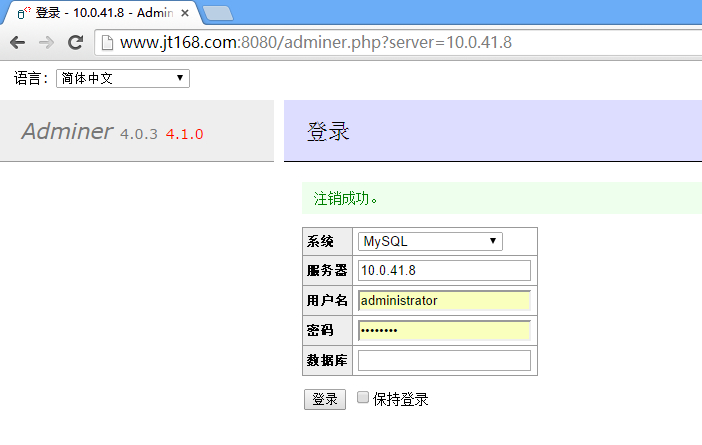 登录 - 10.0.41.8 - Admin
www.jt168.com:8080/adminer.php?server=10.0.41.8
语言： 简体中文
Adminer 4.0.3 4.1.0
登录
注销成功。
系统 MySQL
服务器 10.0.41.8
用户名 administrator
密码 ••••••••
数据库
登录 保持登录